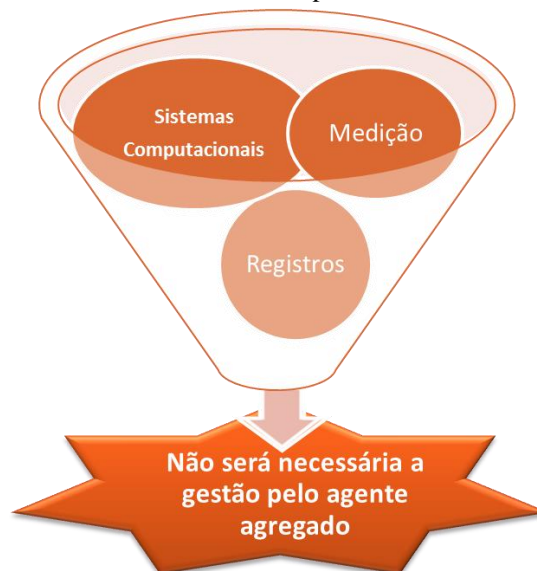 Sistemas
Computacionais
Medição
Registros
Não será necessária a
gestão pelo agente
agregado